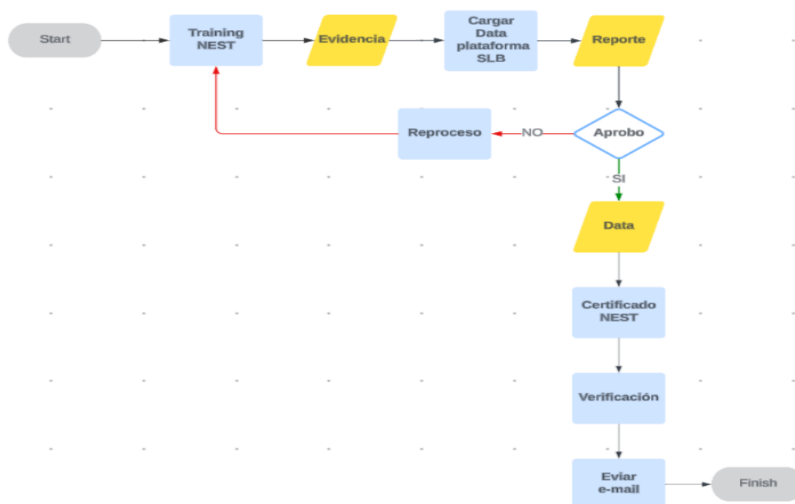 Start
Training
NEST
Evidencia
Cargar
Data
plataforma
SLB
Reporte
Reproceso
NO
Aprobo
SI
Data
Certificado
NEST
Verificación
Eviar
e-mail
Finish